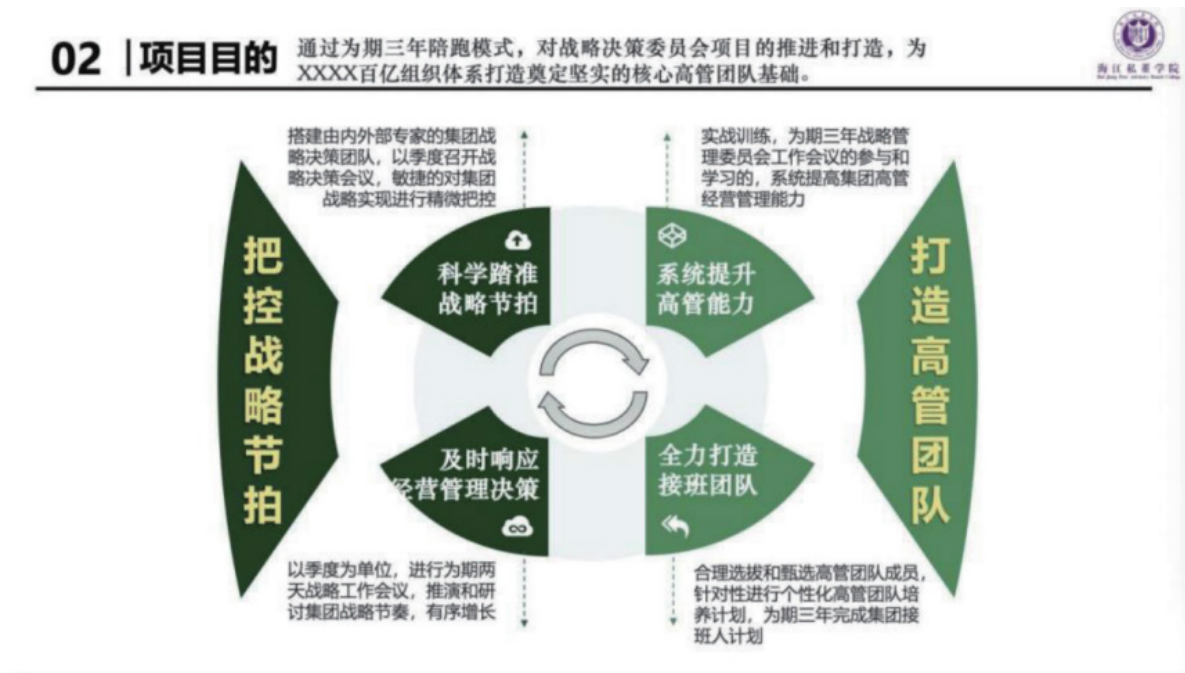 02 | 项目目的
通过为期三年陪跑模式，对战略决策委员会项目的推进和打造，为
XXXX百亿组织体系打造奠定坚实的核心高管团队基础。
海江私董学院
搭建由内外部专家的集团战
略决策团队，以季度召开战
略决策会议，敏捷的对集团
战略实现进行精微把控
实战训练，为期三年战略管
理委员会工作会议的参与和
学习的，系统提高集团高管
经营管理能力
把控战略节拍
科学踏准
战略节拍
系统提升
高管能力
打造高管团队
及时响应
经营管理决策
全力打造
接班团队
以季度为单位，进行为期两
天战略工作会议，推演和研
讨集团战略节奏，有序增长
合理选拔和甄选高管团队成员，
针对性进行个性化高管团队培
养计划，为期三年完成集团接
班人计划